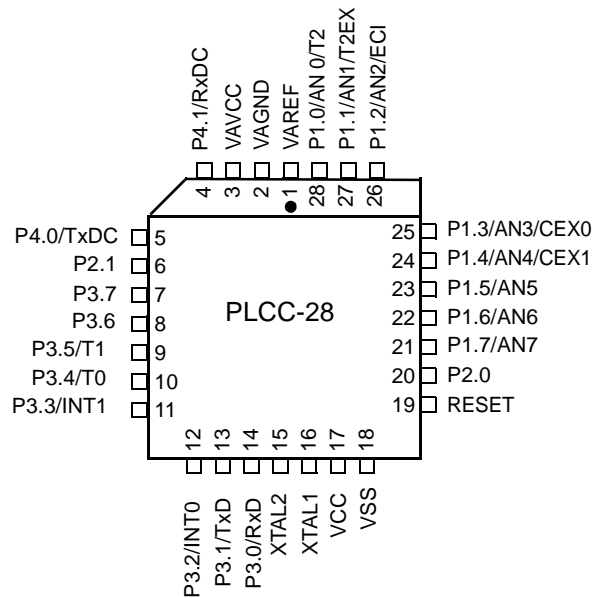 P4.1/RxDC
VAVCC
VAGND
VAREF
P1.0/AN 0/T2
P1.1/AN1/T2EX
P1.2/AN2/ECI
4
3
2
1
28
27
26
P4.0/TxDC 5
P2.1 6
P3.7 7
P3.6 8
P3.5/T1 9
P3.4/T0 10
P3.3/INT1 11
PLCC-28
25 P1.3/AN3/CEX0
24 P1.4/AN4/CEX1
23 P1.5/AN5
22 P1.6/AN6
21 P1.7/AN7
20 P2.0
19 RESET
12
13
14
15
16
17
18
P3.2/INT0
P3.1/TxD
P3.0/RxD
XTAL2
XTAL1
VCC
VSS